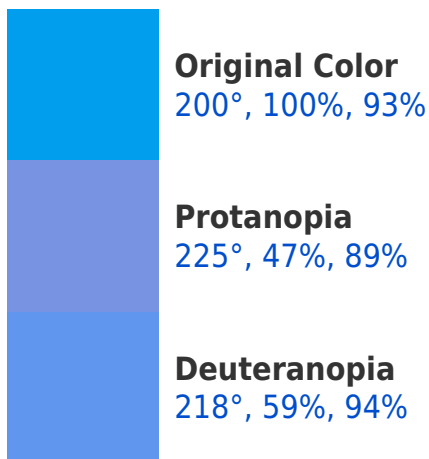 Original Color
200°, 100%, 93%
Protanopia
225°, 47%, 89%
Deuteranopia
218°, 59%, 94%